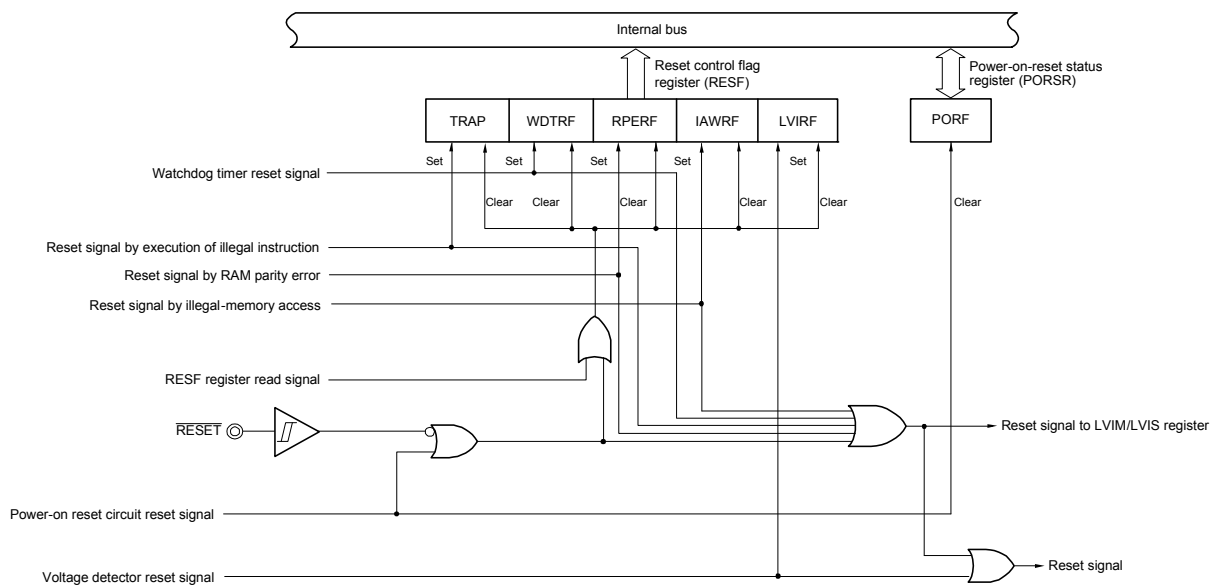 Internal bus
Reset control flag
register (RESF)
Power-on-reset status
register (PORSR)
TRAP
WDTRF
RPERF
IAWRF
LVIRF
PORF
Set
Set
Set
Set
Set
Watchdog timer reset signal
Clear
Clear
Clear
Clear
Clear
Clear
Reset signal by execution of illegal instruction
Reset signal by RAM parity error
Reset signal by illegal-memory access
RESF register read signal
RESET
Reset signal to LVIM/LVIS register
Power-on reset circuit reset signal
Voltage detector reset signal
Reset signal